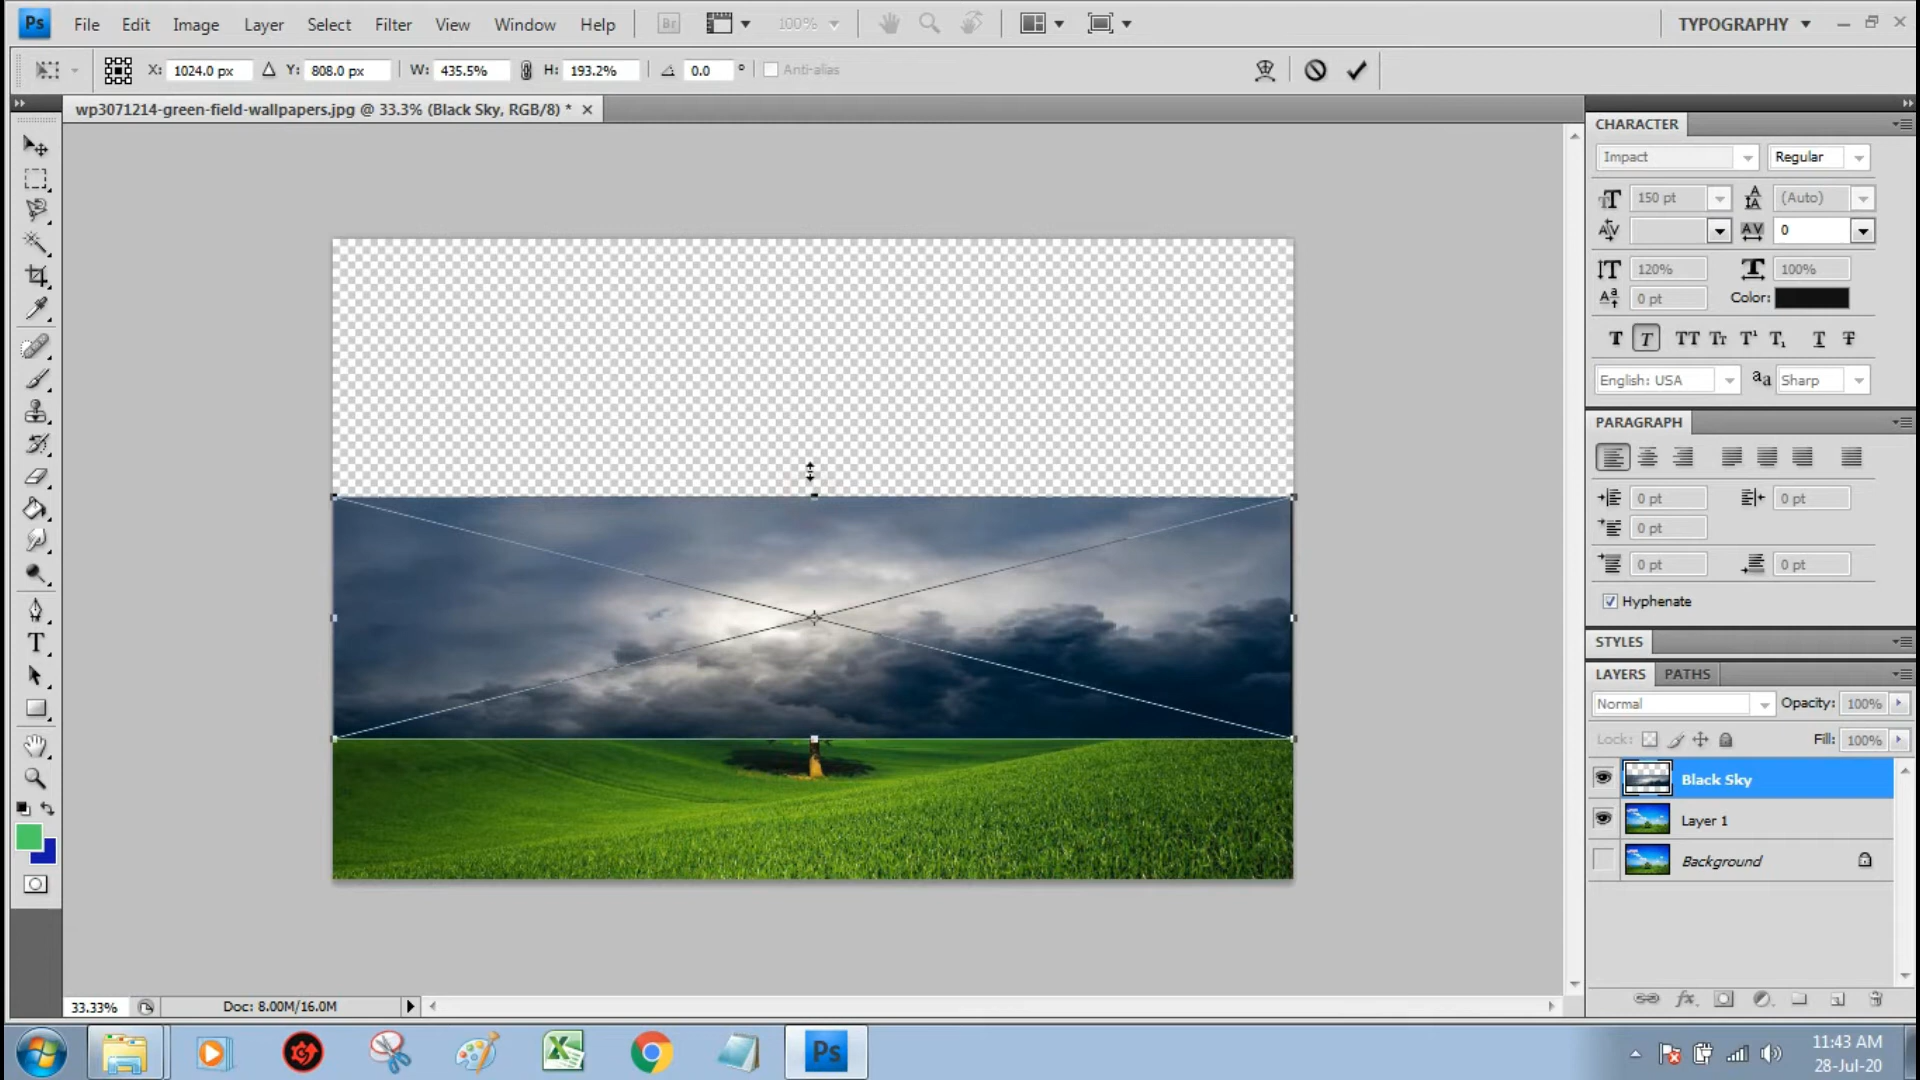 Ps File Edit Image Layer Select Filter View Window Help Br 100% TYPOGRAPHY
X: 1024.0 px Y: 808.0 px W: 435.5% H: 193.2% 0.0 ° Anti-alias
wp3071214-green-field-wallpapers.jpg @ 33.3% (Black Sky, RGB/8) *
CHARACTER
Impact Regular
150 pt (Auto)
0
120% 100%
0 pt Color:
T T TT Tr T¹ T, T T
English: USA aa Sharp
PARAGRAPH
0 pt 0 pt
0 pt
0 pt 0 pt
Hyphenate
STYLES
LAYERS PATHS
Normal Opacity: 100%
Lock: Fill: 100%
Black Sky
Layer 1
Background
33.33% Doc: 8.00M/16.0M
Ps
11:43 AM
28-Jul-20